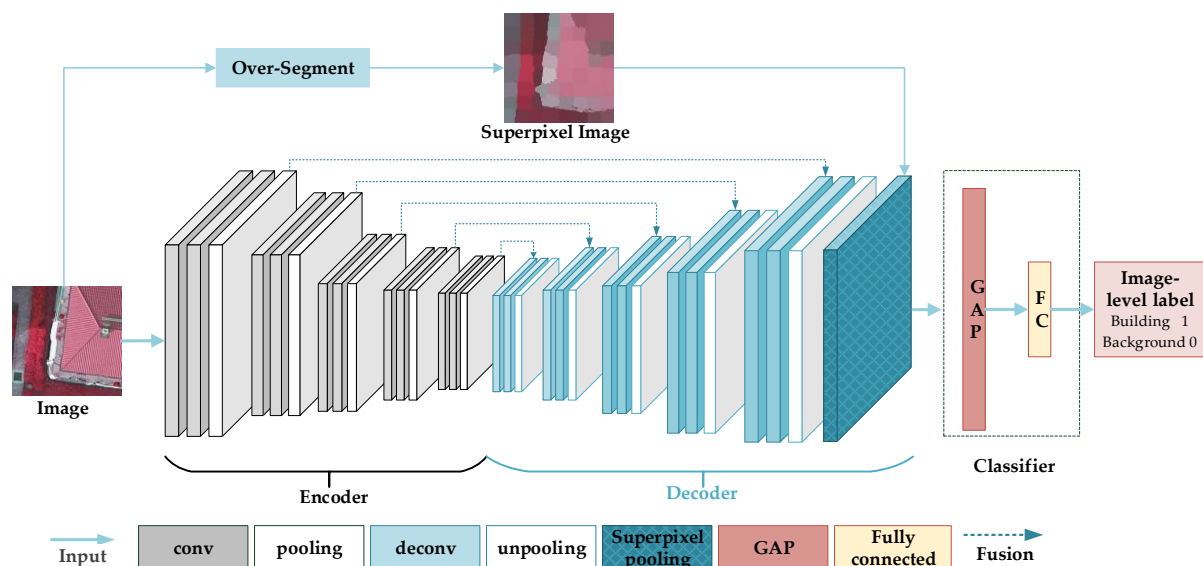 Over-Segment
Superpixel Image
Image
G
A
P
F
C
Image-
level label
Building 1
Background 0
Classifier
Encoder
Decoder
Input
conv
pooling
deconv
unpooling
Superpixel
pooling
GAP
Fully
connected
Fusion